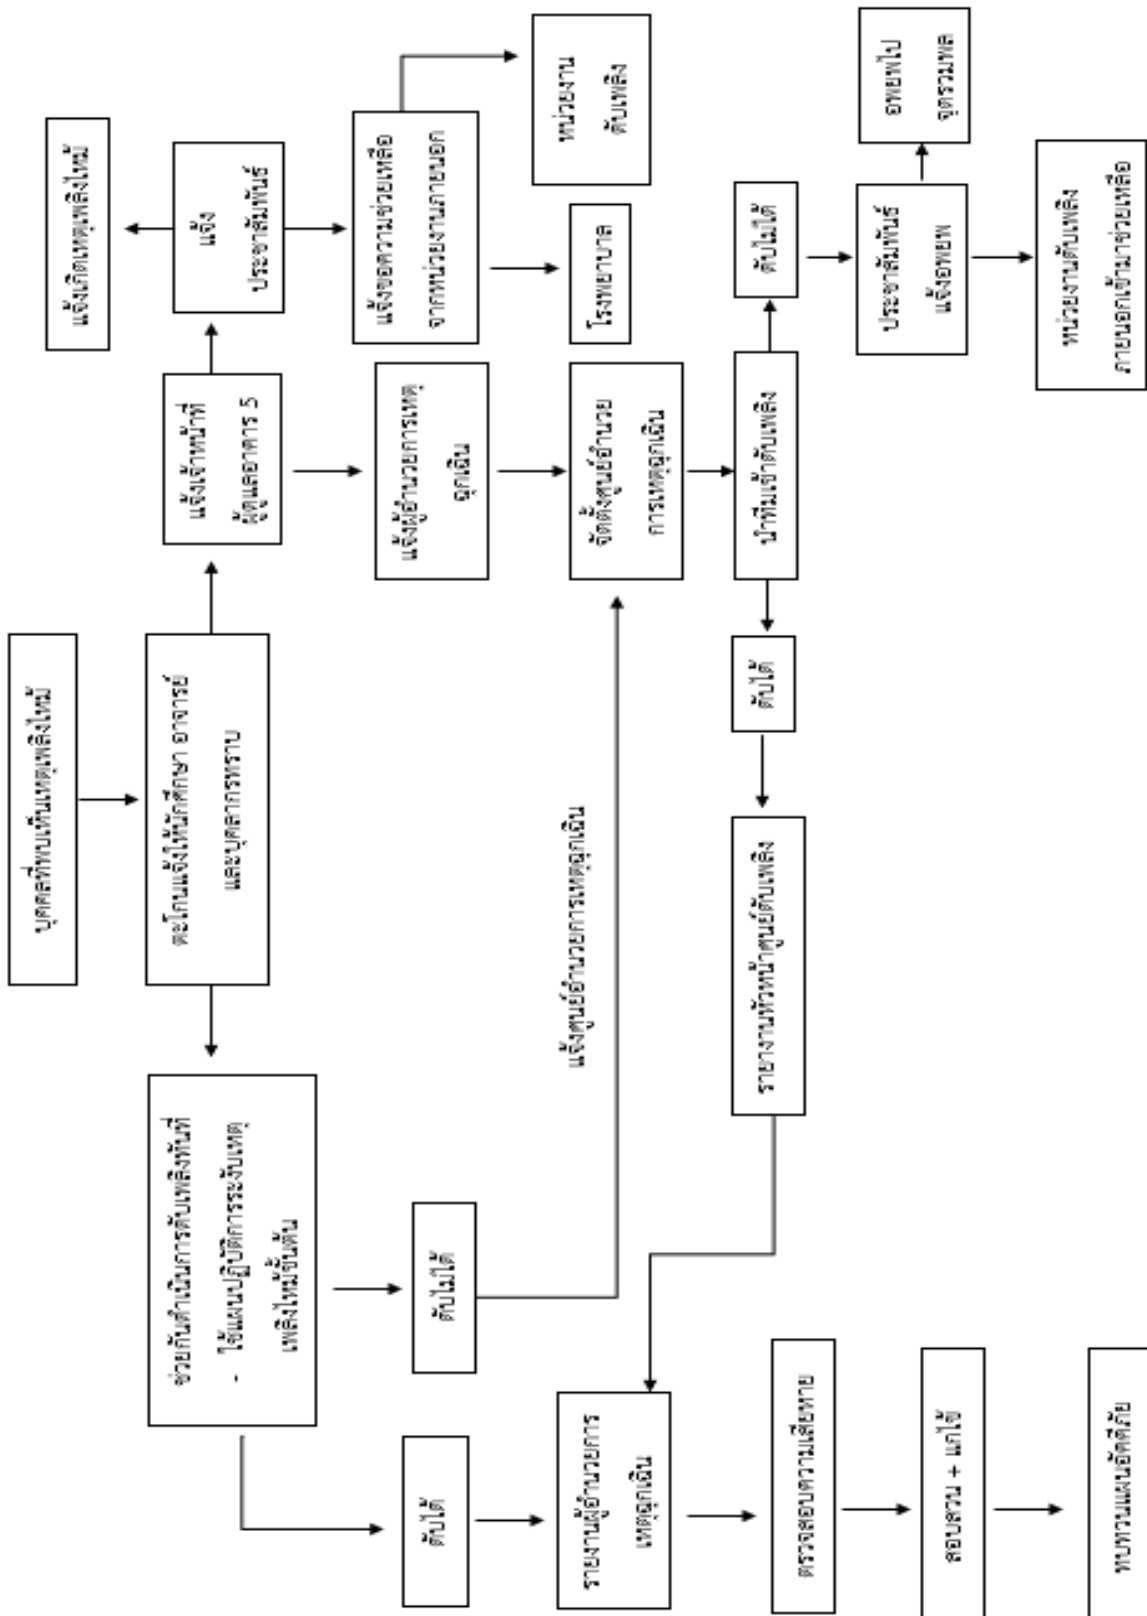 บุคคลที่พบเห็นเหตุเพลิงไหม้
ตะโกนแจ้งให้นักศึกษา อาจารย์
และบุคลากรทราบ
ช่วยกันดำเนินการดับเพลิงทันที
- ใช้แผนปฏิบัติการระงับเหตุ
เพลิงไหม้ขั้นต้น
แจ้งเจ้าหน้าที่
ผู้ดูแลอาคาร 5
แจ้ง
ประชาสัมพันธ์
แจ้งเกิดเหตุเพลิงไหม้
ดับได้
ดับไม่ได้
แจ้งผู้อำนวยการเหตุ
ฉุกเฉิน
แจ้งขอความช่วยเหลือ
จากหน่วยงานภายนอก
หน่วยงาน
ดับเพลิง
โรงพยาบาล
แจ้งศูนย์อำนวยการเหตุฉุกเฉิน
รายงานผู้อำนวยการ
เหตุฉุกเฉิน
จัดตั้งศูนย์อำนวย
การเหตุฉุกเฉิน
นำทีมเข้าดับเพลิง
ดับได้
ดับไม่ได้
รายงานหัวหน้าศูนย์ดับเพลิง
ตรวจสอบความเสียหาย
ประชาสัมพันธ์
แจ้งอพยพ
อพยพไป
จุดรวมพล
สอบสวน + แก้ไข
หน่วยงานดับเพลิง
ภายนอกเข้ามาช่วยเหลือ
ทบทวนแผนอัคคีภัย